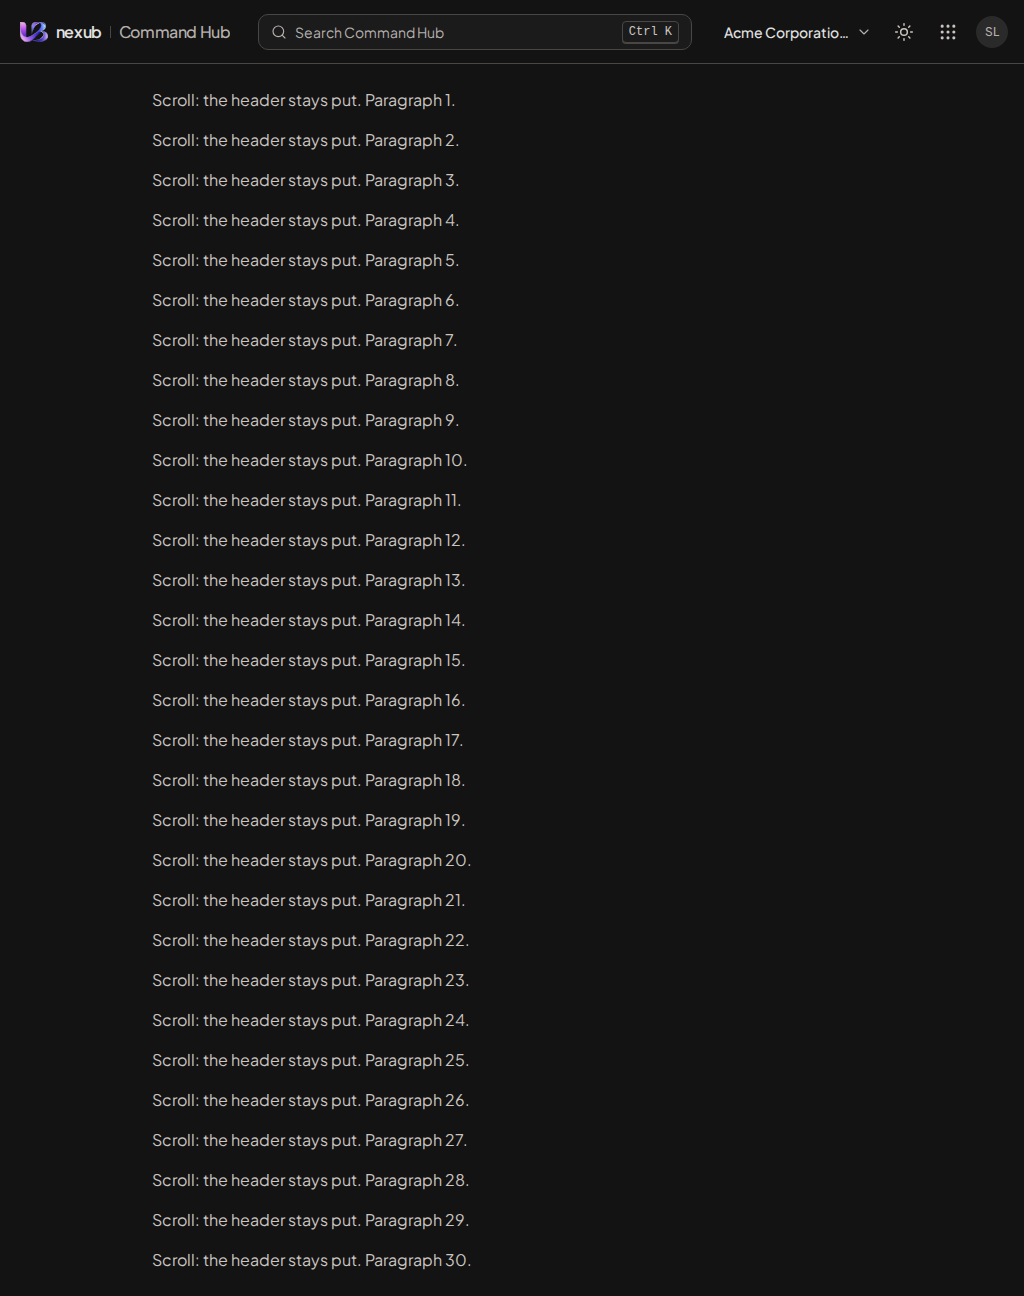 nexub | Command Hub
Search Command Hub
Ctrl K
Acme Corporatio...
SL
Scroll: the header stays put. Paragraph 1.
Scroll: the header stays put. Paragraph 2.
Scroll: the header stays put. Paragraph 3.
Scroll: the header stays put. Paragraph 4.
Scroll: the header stays put. Paragraph 5.
Scroll: the header stays put. Paragraph 6.
Scroll: the header stays put. Paragraph 7.
Scroll: the header stays put. Paragraph 8.
Scroll: the header stays put. Paragraph 9.
Scroll: the header stays put. Paragraph 10.
Scroll: the header stays put. Paragraph 11.
Scroll: the header stays put. Paragraph 12.
Scroll: the header stays put. Paragraph 13.
Scroll: the header stays put. Paragraph 14.
Scroll: the header stays put. Paragraph 15.
Scroll: the header stays put. Paragraph 16.
Scroll: the header stays put. Paragraph 17.
Scroll: the header stays put. Paragraph 18.
Scroll: the header stays put. Paragraph 19.
Scroll: the header stays put. Paragraph 20.
Scroll: the header stays put. Paragraph 21.
Scroll: the header stays put. Paragraph 22.
Scroll: the header stays put. Paragraph 23.
Scroll: the header stays put. Paragraph 24.
Scroll: the header stays put. Paragraph 25.
Scroll: the header stays put. Paragraph 26.
Scroll: the header stays put. Paragraph 27.
Scroll: the header stays put. Paragraph 28.
Scroll: the header stays put. Paragraph 29.
Scroll: the header stays put. Paragraph 30.